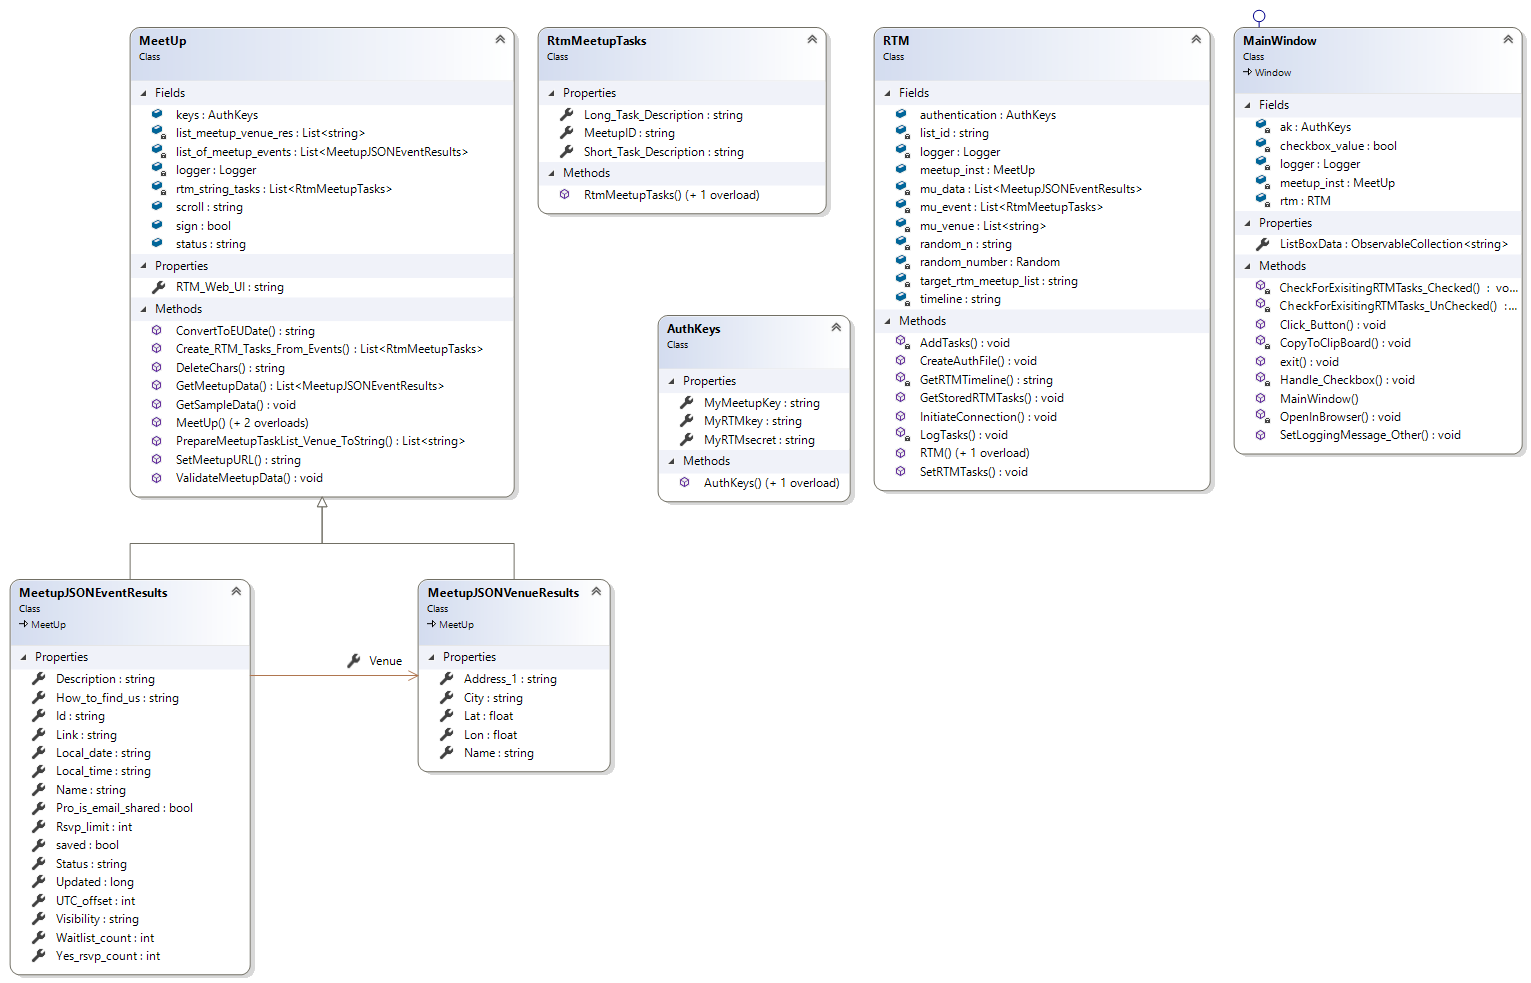 MeetUp
Class
Fields
keys : AuthKeys
list_meetup_venue_res : List<string>
list_of_meetup_events : List<MeetupJSONEventResults>
logger : Logger
rtm_string_tasks : List<RtmMeetupTasks>
scroll : string
sign : bool
status : string
Properties
RTM_Web_UI : string
Methods
ConvertToEUDate() : string
Create_RTM_Tasks_From_Events() : List<RtmMeetupTasks>
DeleteChars() : string
GetMeetupData() : List<MeetupJSONEventResults>
GetSampleData() : void
MeetUp() (+ 2 overloads)
PrepareMeetupTaskList_Venue_ToString() : List<string>
SetMeetupURL() : string
ValidateMeetupData() : void
RtmMeetupTasks
Class
Properties
Long_Task_Description : string
MeetupID : string
Short_Task_Description : string
Methods
RtmMeetupTasks() (+ 1 overload)
AuthKeys
Class
Properties
MyMeetupKey : string
MyRTMkey : string
MyRTMsecret : string
Methods
AuthKeys() (+ 1 overload)
RTM
Class
Fields
authentication : AuthKeys
list_id : string
logger : Logger
meetup_inst : MeetUp
mu_data : List<MeetupJSONEventResults>
mu_event : List<RtmMeetupTasks>
mu_venue : List<string>
random_n : string
random_number : Random
target_rtm_meetup_list : string
timeline : string
Methods
AddTasks() : void
CreateAuthFile() : void
GetRTMTimeline() : string
GetStoredRTMTasks() : void
InitiateConnection() : void
LogTasks() : void
RTM() (+ 1 overload)
SetRTMTasks() : void
MainWindow
Class
Window
Fields
ak : AuthKeys
checkbox_value : bool
logger : Logger
meetup_inst : MeetUp
rtm : RTM
Properties
ListBoxData : ObservableCollection<string>
Methods
CheckForExisitingRTMTasks_Checked() : vo...
CheckForExisitingRTMTasks_UnChecked() :...
Click_Button() : void
CopyToClipBoard() : void
exit() : void
Handle_Checkbox() : void
MainWindow()
OpenInBrowser() : void
SetLoggingMessage_Other() : void
MeetupJSONEventResults
Class
MeetUp
Properties
Description : string
How_to_find_us : string
Id : string
Link : string
Local_date : string
Local_time : string
Name : string
Pro_is_email_shared : bool
Rsvp_limit : int
saved : bool
Status : string
Updated : long
UTC_offset : int
Visibility : string
Waitlist_count : int
Yes_rsvp_count : int
Venue
MeetupJSONVenueResults
Class
MeetUp
Properties
Address_1 : string
City : string
Lat : float
Lon : float
Name : string